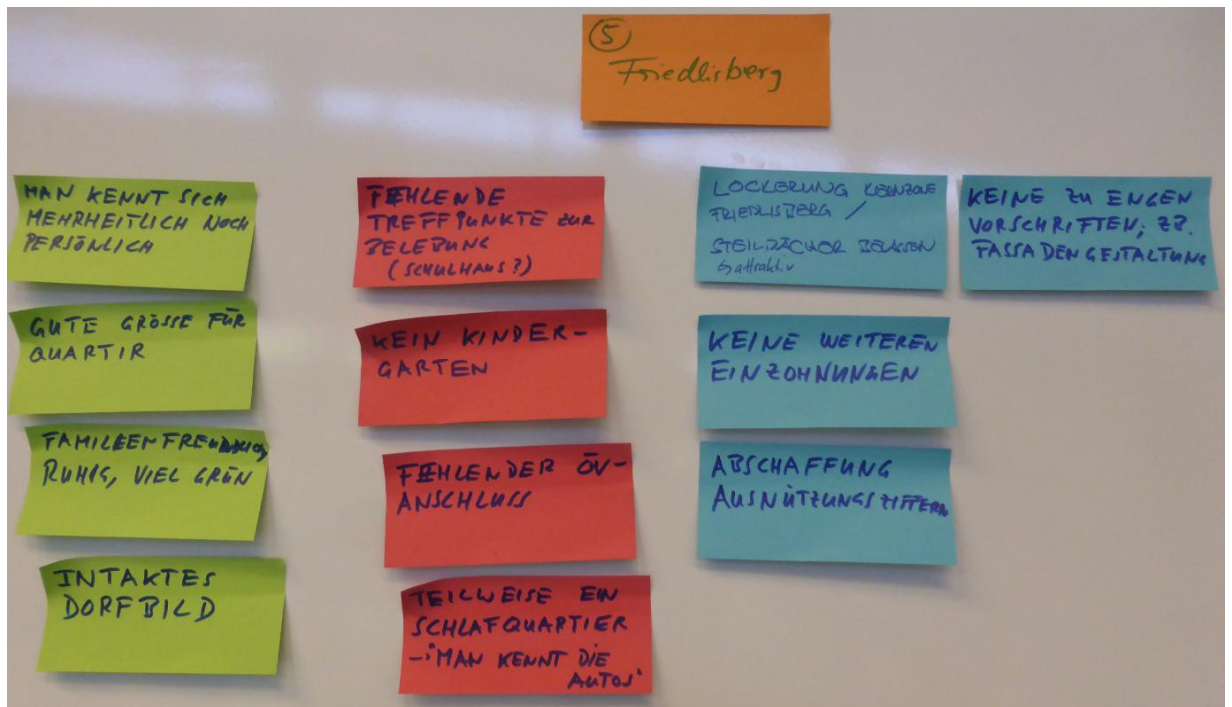 5
Friedlisberg
MAN KENNT SICH
MEHRHEITLICH NOCH
PERSÖNLICH
GUTE GRÖSSE FÜR
QUARTIR
FAMILEENFREUNDLICH,
RUHIG, VIEL GRÜN
INTAKTES
DORFBILD
FEHLENDE
TREFFPUNKTE ZUR
BELEBUNG
(SCHULHAUS?)
KEIN KINDER-
GARTEN
FEHLENDER ÖV-
ANSCHLUSS
TEILWEISE EIN
SCHLAFQUARTIER
→ "MAN KENNT DIE
AUTOS"
LOCKERUNG KERNZONE
FRIEDLISBERG /
STEILDÄCHER BELASSEN
↳ attraktiv
KEINE WEITEREN
EINZOHNUNGEN
ABSCHAFFUNG
AUSNÜTZUNGSZIFFERN
KEINE ZU ENGEN
VORSCHRIFTEN; ZB.
FASSADENGESTALTUNG